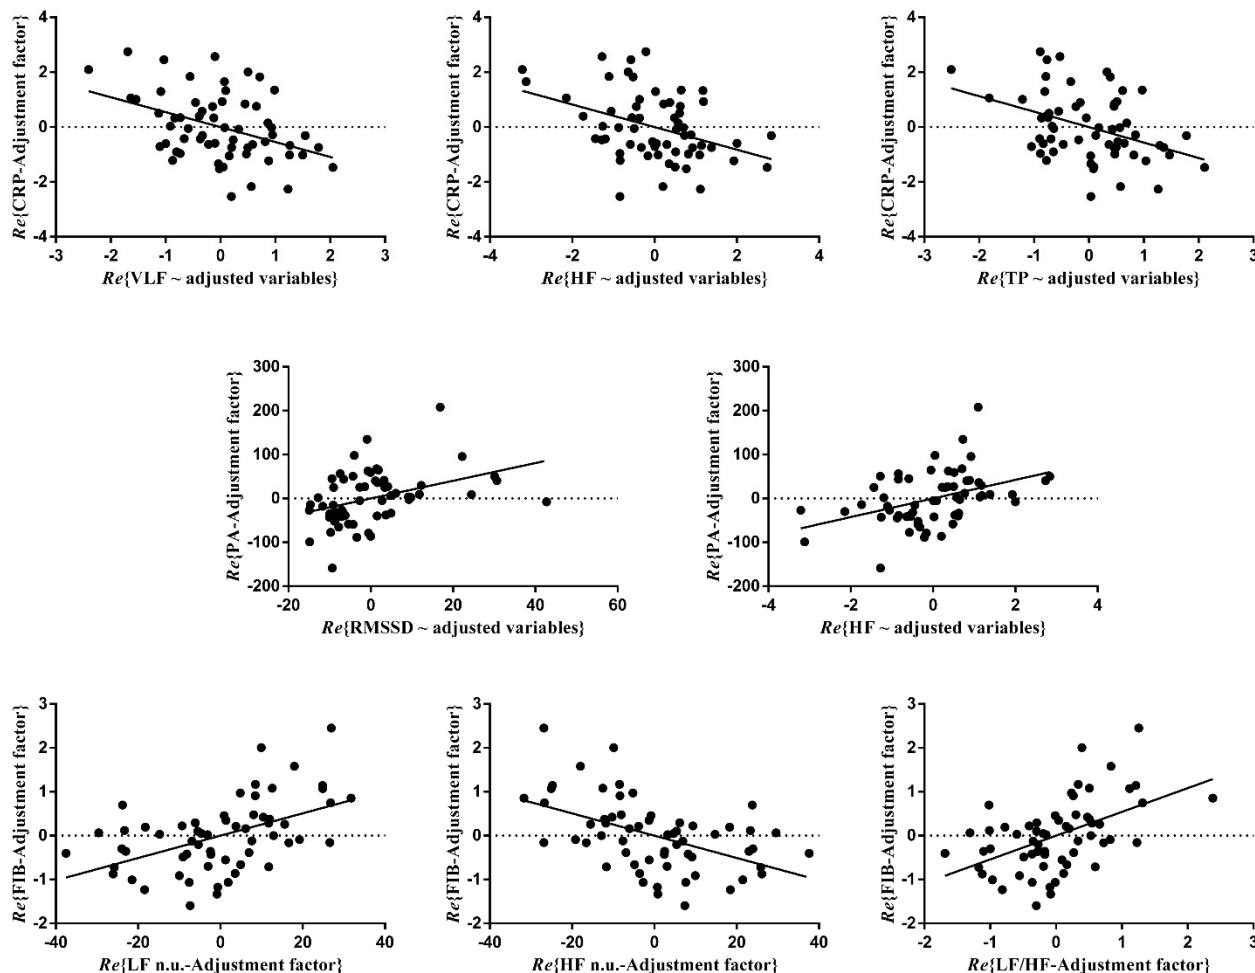 4
2
0
-2
-4
-3 -2 -1 0 1 2 3
Re{CRP-Adjustment factor}
Re{VLF ~ adjusted variables}
4
2
0
-2
-4
-4 -2 0 2 4
Re{CRP-Adjustment factor}
Re{HF ~ adjusted variables}
4
2
0
-2
-4
-3 -2 -1 0 1 2 3
Re{CRP-Adjustment factor}
Re{TP ~ adjusted variables}
300
200
100
0
-100
-200
-20 0 20 40 60
Re{PA-Adjustment factor}
Re{RMSSD ~ adjusted variables}
300
200
100
0
-100
-200
-4 -2 0 2 4
Re{PA-Adjustment factor}
Re{HF ~ adjusted variables}
3
2
1
0
-1
-2
-40 -20 0 20 40
Re{FIB-Adjustment factor}
Re{LF n.u.-Adjustment factor}
3
2
1
0
-1
-2
-40 -20 0 20 40
Re{FIB-Adjustment factor}
Re{HF n.u.-Adjustment factor}
3
2
1
0
-1
-2
-2 -1 0 1 2 3
Re{FIB-Adjustment factor}
Re{LF/HF-Adjustment factor}